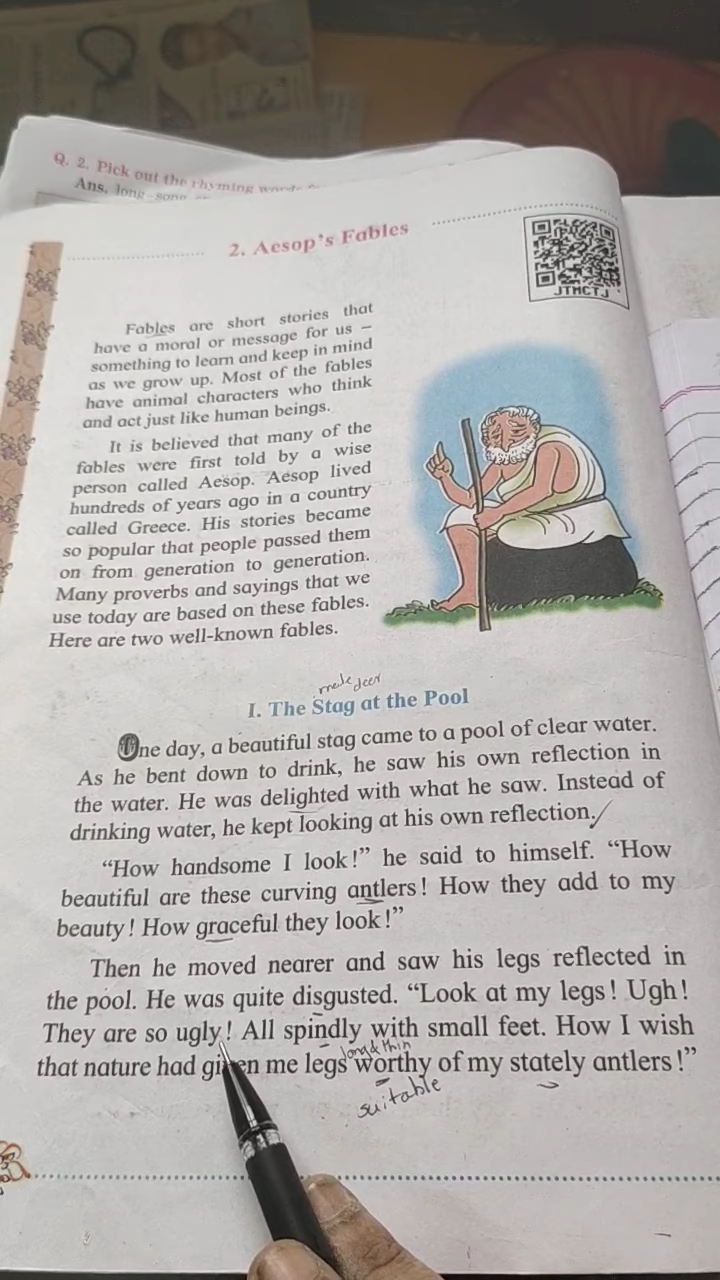 Q. 2. Pick out the rhyming words
Ans. long-song
2. Aesop's Fables
JTMCTJ
Fables are short stories that
have a moral or message for us –
something to learn and keep in mind
as we grow up. Most of the fables
have animal characters who think
and act just like human beings.
It is believed that many of the
fables were first told by a wise
person called Aesop. Aesop lived
hundreds of years ago in a country
called Greece. His stories became
so popular that people passed them
on from generation to generation.
Many proverbs and sayings that we
use today are based on these fables.
Here are two well-known fables.
male deer
I. The Stag at the Pool
One day, a beautiful stag came to a pool of clear water.
As he bent down to drink, he saw his own reflection in
the water. He was delighted with what he saw. Instead of
drinking water, he kept looking at his own reflection.
“How handsome I look!” he said to himself. “How
beautiful are these curving antlers! How they add to my
beauty! How graceful they look!”
Then he moved nearer and saw his legs reflected in
the pool. He was quite disgusted. “Look at my legs! Ugh!
They are so ugly! All spindly with small feet. How I wish
long & thin
that nature had given me legs worthy of my stately antlers!”
suitable